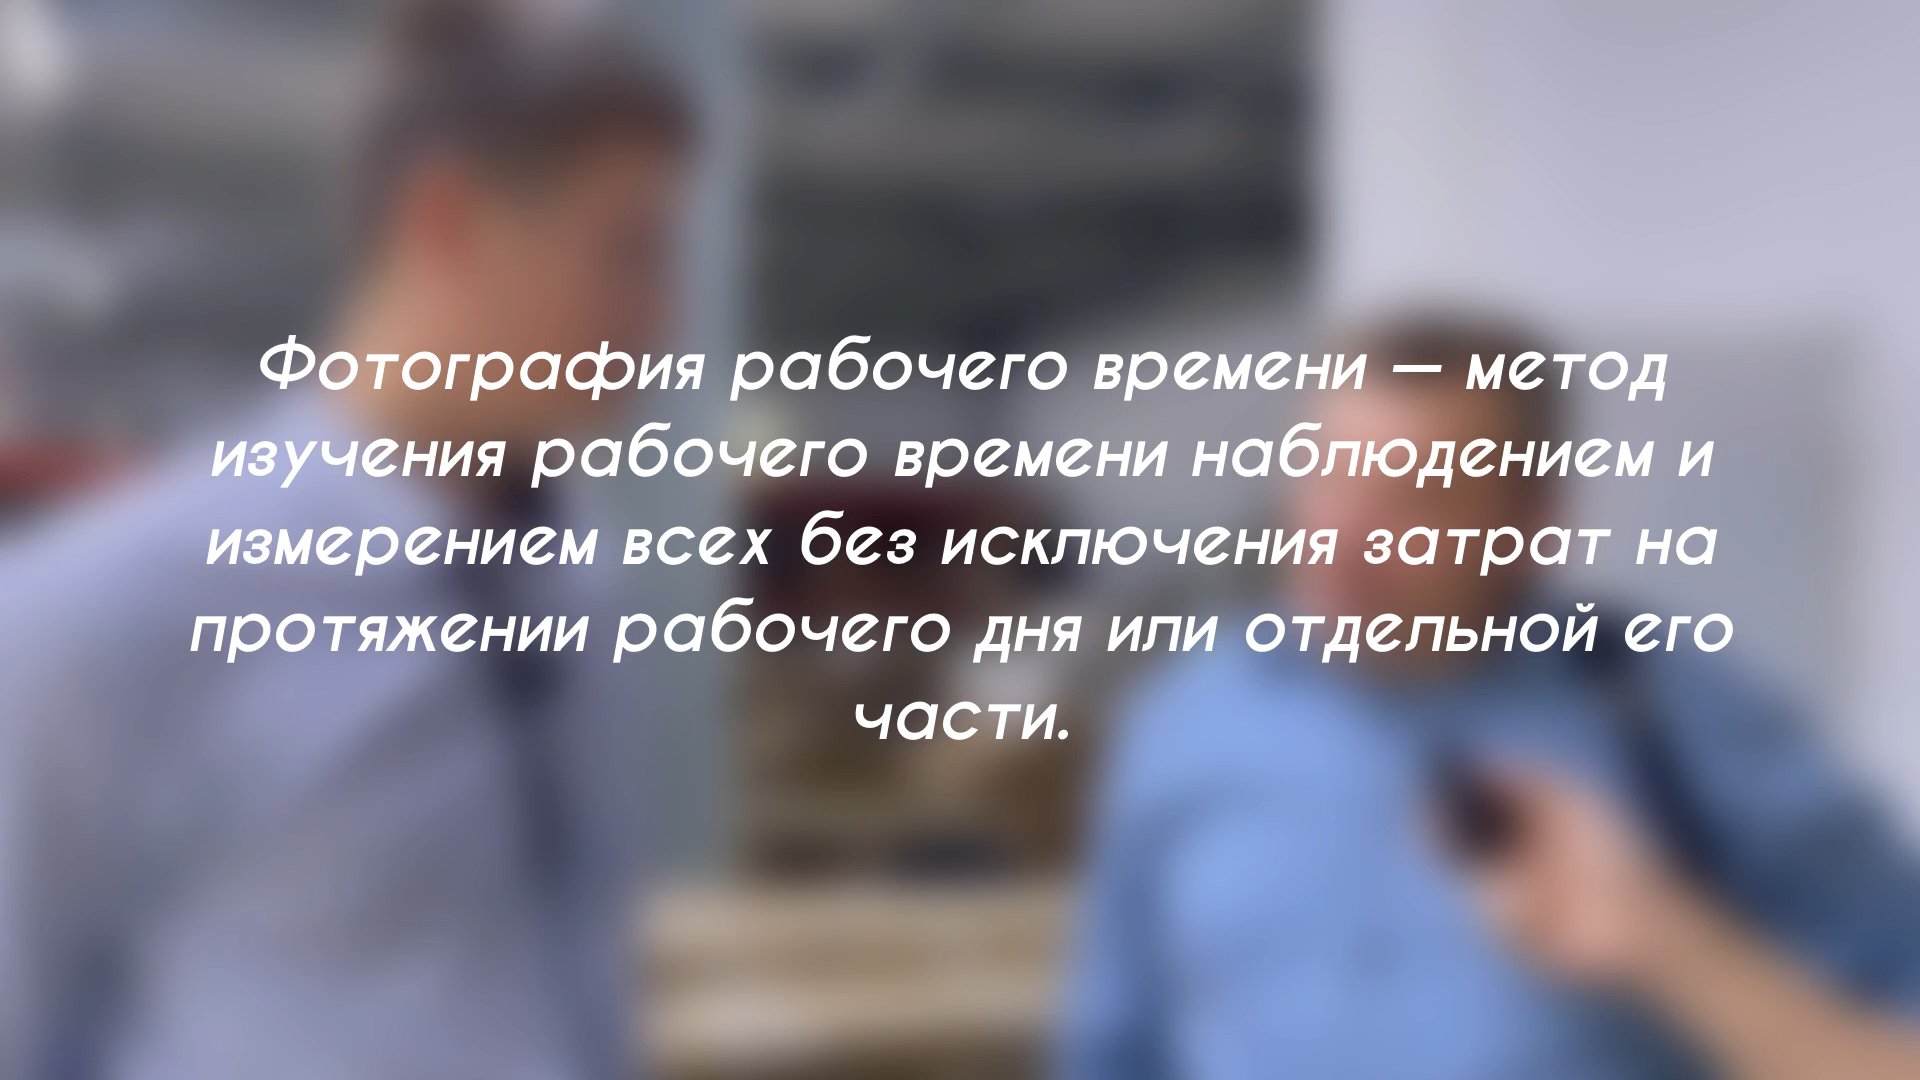 Фотография рабочего времени — метод
изучения рабочего времени наблюдением и
измерением всех без исключения затрат на
протяжении рабочего дня или отдельной его
части.